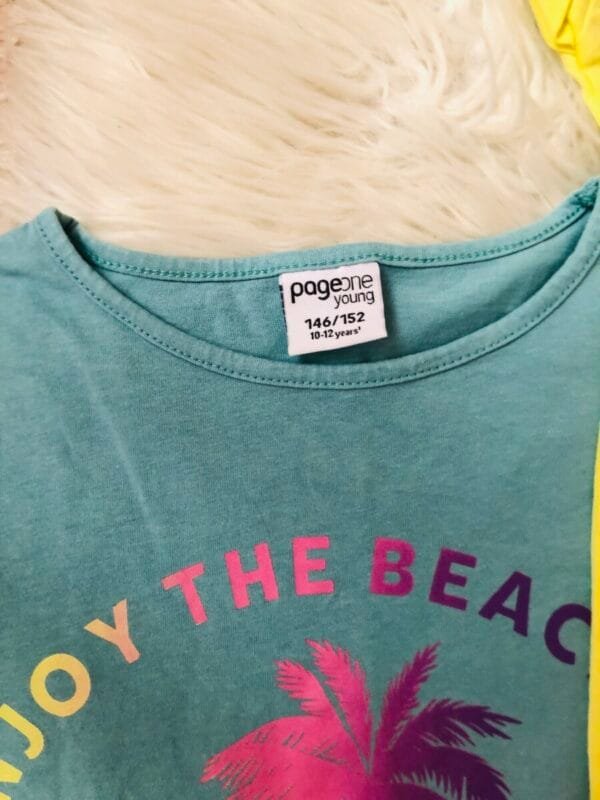 pageone
young
146/152
10-12 years'
NJOY THE BEAC